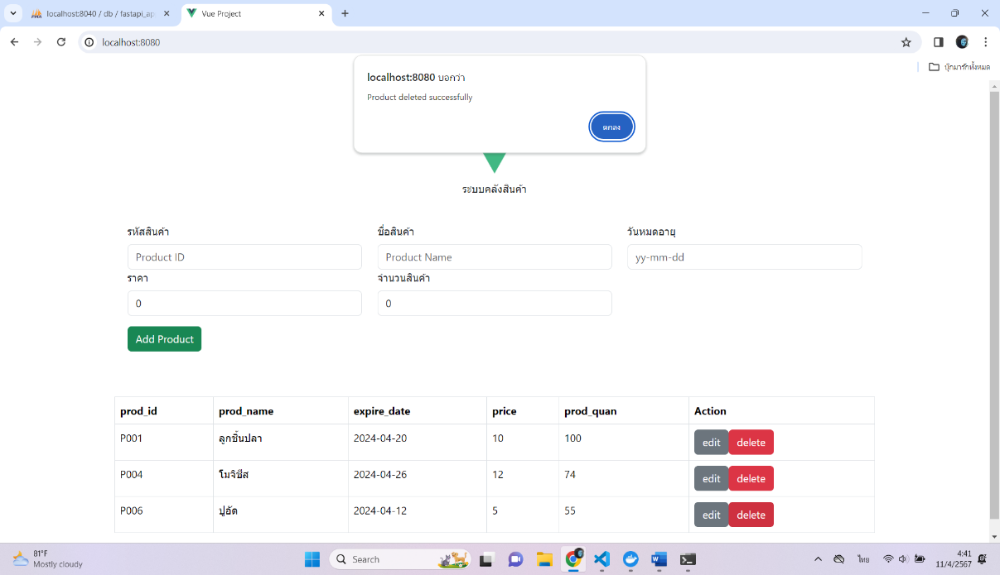 localhost:8040 / db / fastapi_ap
Vue Project
localhost:8080
บุ๊กมาร์กทั้งหมด
localhost:8080 บอกว่า
Product deleted successfully
ตกลง
ระบบคลังสินค้า
รหัสสินค้า ชื่อสินค้า วันหมดอายุ
Product ID Product Name yy-mm-dd
ราคา จำนวนสินค้า
0 0
Add Product
prod_id prod_name expire_date price prod_quan Action
P001 ลูกชิ้นปลา 2024-04-20 10 100 edit delete
P004 โมจิชีส 2024-04-26 12 74 edit delete
P006 ปูอัด 2024-04-12 5 55 edit delete
81°F
Mostly cloudy
Search
ไทย
4:41
11/4/2567